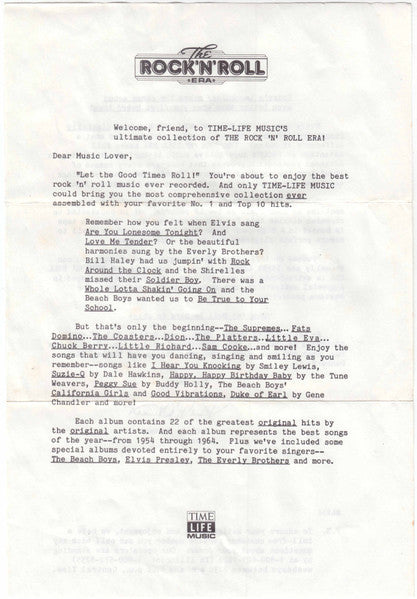 The
ROCK'N'ROLL
ERA
Welcome, friend, to TIME-LIFE MUSIC'S
ultimate collection of THE ROCK 'N' ROLL ERA!
Dear Music Lover,
"Let the Good Times Roll!" You're about to enjoy the best
rock 'n' roll music ever recorded. And only TIME-LIFE MUSIC
could bring you the most comprehensive collection ever
assembled with your favorite No. 1 and Top 10 hits.
Remember how you felt when Elvis sang
Are You Lonesome Tonight? And
Love Me Tender? Or the beautiful
harmonies sung by the Everly Brothers?
Bill Haley had us jumpin' with Rock
Around the Clock and the Shirelles
missed their Soldier Boy. There was a
Whole Lotta Shakin' Going On and the
Beach Boys wanted us to Be True to Your
School.
But that's only the beginning--The Supremes...Fats
Domino...The Coasters...Dion...The Platters...Little Eva...
Chuck Berry...Little Richard...Sam Cooke...and more! Enjoy the
songs that will have you dancing, singing and smiling as you
remember--songs like I Hear You Knocking by Smiley Lewis,
Suzie-Q by Dale Hawkins, Happy, Happy Birthday Baby by the Tune
Weavers, Peggy Sue by Buddy Holly, The Beach Boys'
California Girls and Good Vibrations, Duke of Earl by Gene
Chandler and more!
Each album contains 22 of the greatest original hits by
the original artists. And each album represents the best songs
of the year--from 1954 through 1964. Plus we've included some
special albums devoted entirely to your favorite singers--
The Beach Boys, Elvis Presley, The Everly Brothers and more.
TIME
LIFE
MUSIC